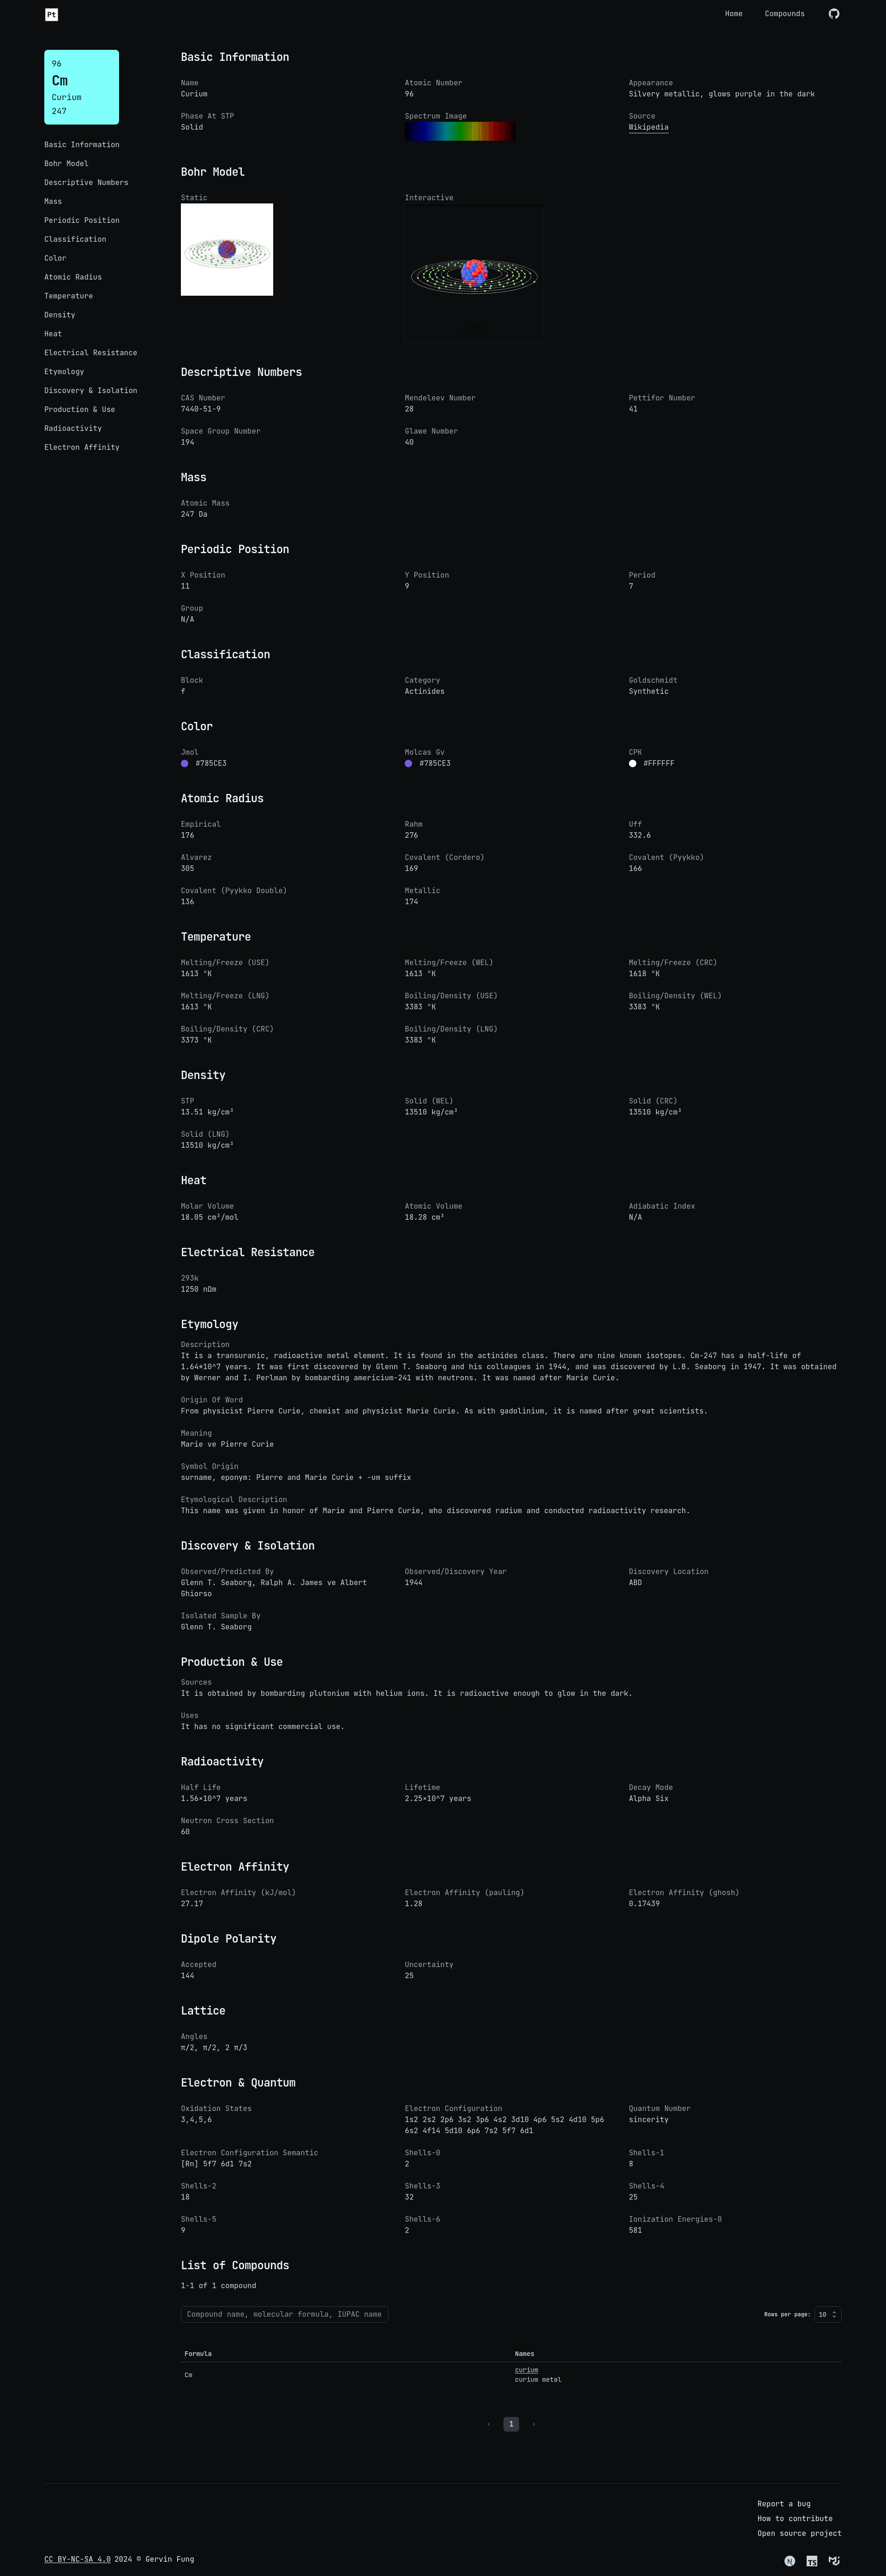 Pt
Home
Compounds
96
Cm
Curium
247
Basic Information
Bohr Model
Descriptive Numbers
Mass
Periodic Position
Classification
Color
Atomic Radius
Temperature
Density
Heat
Electrical Resistance
Etymology
Discovery & Isolation
Production & Use
Radioactivity
Electron Affinity
Basic Information
Name
Curium
Atomic Number
96
Appearance
Silvery metallic, glows purple in the dark
Phase At STP
Solid
Spectrum Image
Source
Wikipedia
Bohr Model
Static
Interactive
Descriptive Numbers
CAS Number
7440-51-9
Mendeleev Number
28
Pettifor Number
41
Space Group Number
194
Glawe Number
40
Mass
Atomic Mass
247 Da
Periodic Position
X Position
11
Y Position
9
Period
7
Group
N/A
Classification
Block
f
Category
Actinides
Goldschmidt
Synthetic
Color
Jmol
#785CE3
Molcas Gv
#785CE3
CPK
#FFFFFF
Atomic Radius
Empirical
176
Rahm
276
Uff
332.6
Alvarez
305
Covalent (Cordero)
169
Covalent (Pyykko)
166
Covalent (Pyykko Double)
136
Metallic
174
Temperature
Melting/Freeze (USE)
1613 °K
Melting/Freeze (WEL)
1613 °K
Melting/Freeze (CRC)
1618 °K
Melting/Freeze (LNG)
1613 °K
Boiling/Density (USE)
3383 °K
Boiling/Density (WEL)
3383 °K
Boiling/Density (CRC)
3373 °K
Boiling/Density (LNG)
3383 °K
Density
STP
13.51 kg/cm³
Solid (WEL)
13510 kg/cm³
Solid (CRC)
13510 kg/cm³
Solid (LNG)
13510 kg/cm³
Heat
Molar Volume
18.05 cm³/mol
Atomic Volume
18.28 cm³
Adiabatic Index
N/A
Electrical Resistance
293k
1250 nΩm
Etymology
Description
It is a transuranic, radioactive metal element. It is found in the actinides class. There are nine known isotopes. Cm-247 has a half-life of
1.64*10^7 years. It was first discovered by Glenn T. Seaborg and his colleagues in 1944, and was discovered by L.B. Seaborg in 1947. It was obtained
by Werner and I. Perlman by bombarding americium-241 with neutrons. It was named after Marie Curie.
Origin Of Word
From physicist Pierre Curie, chemist and physicist Marie Curie. As with gadolinium, it is named after great scientists.
Meaning
Marie ve Pierre Curie
Symbol Origin
surname, eponym: Pierre and Marie Curie + -um suffix
Etymological Description
This name was given in honor of Marie and Pierre Curie, who discovered radium and conducted radioactivity research.
Discovery & Isolation
Observed/Predicted By
Glenn T. Seaborg, Ralph A. James ve Albert
Ghiorso
Observed/Discovery Year
1944
Discovery Location
ABD
Isolated Sample By
Glenn T. Seaborg
Production & Use
Sources
It is obtained by bombarding plutonium with helium ions. It is radioactive enough to glow in the dark.
Uses
It has no significant commercial use.
Radioactivity
Half Life
1.56×10^7 years
Lifetime
2.25×10^7 years
Decay Mode
Alpha Six
Neutron Cross Section
60
Electron Affinity
Electron Affinity (kJ/mol)
27.17
Electron Affinity (pauling)
1.28
Electron Affinity (ghosh)
0.17439
Dipole Polarity
Accepted
144
Uncertainty
25
Lattice
Angles
π/2, π/2, 2 π/3
Electron & Quantum
Oxidation States
3,4,5,6
Electron Configuration
1s2 2s2 2p6 3s2 3p6 4s2 3d10 4p6 5s2 4d10 5p6
6s2 4f14 5d10 6p6 7s2 5f7 6d1
Quantum Number
sincerity
Electron Configuration Semantic
[Rn] 5f7 6d1 7s2
Shells-0
2
Shells-1
8
Shells-2
18
Shells-3
32
Shells-4
25
Shells-5
9
Shells-6
2
Ionization Energies-0
581
List of Compounds
1-1 of 1 compound
Compound name, molecular formula, IUPAC name
Rows per page:
10
Formula
Names
Cm
curium
curium metal
‹
1
›
Report a bug
How to contribute
Open source project
CC BY-NC-SA 4.0 2024 © Gervin Fung
N
TS